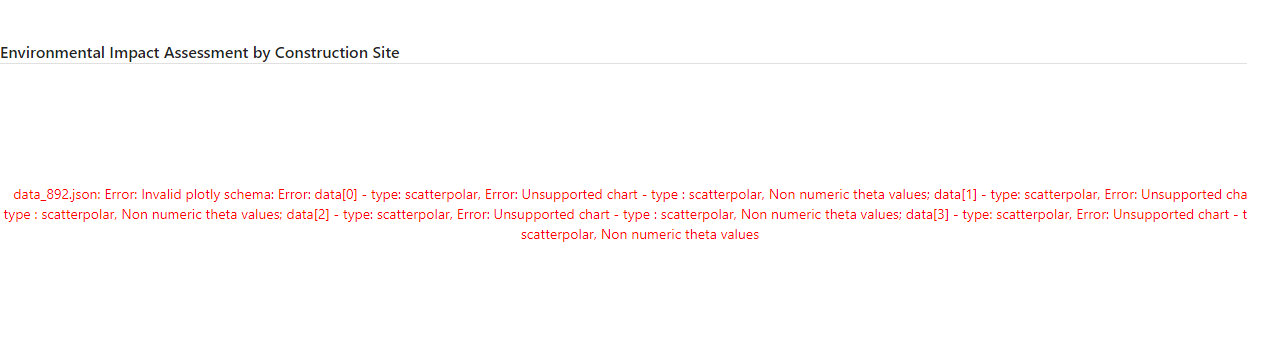 Environmental Impact Assessment by Construction Site
data_892.json: Error: Invalid plotly schema: Error: data[0] - type: scatterpolar, Error: Unsupported chart - type : scatterpolar, Non numeric theta values; data[1] - type: scatterpolar, Error: Unsupported cha
type : scatterpolar, Non numeric theta values; data[2] - type: scatterpolar, Error: Unsupported chart - type : scatterpolar, Non numeric theta values; data[3] - type: scatterpolar, Error: Unsupported chart - t
scatterpolar, Non numeric theta values